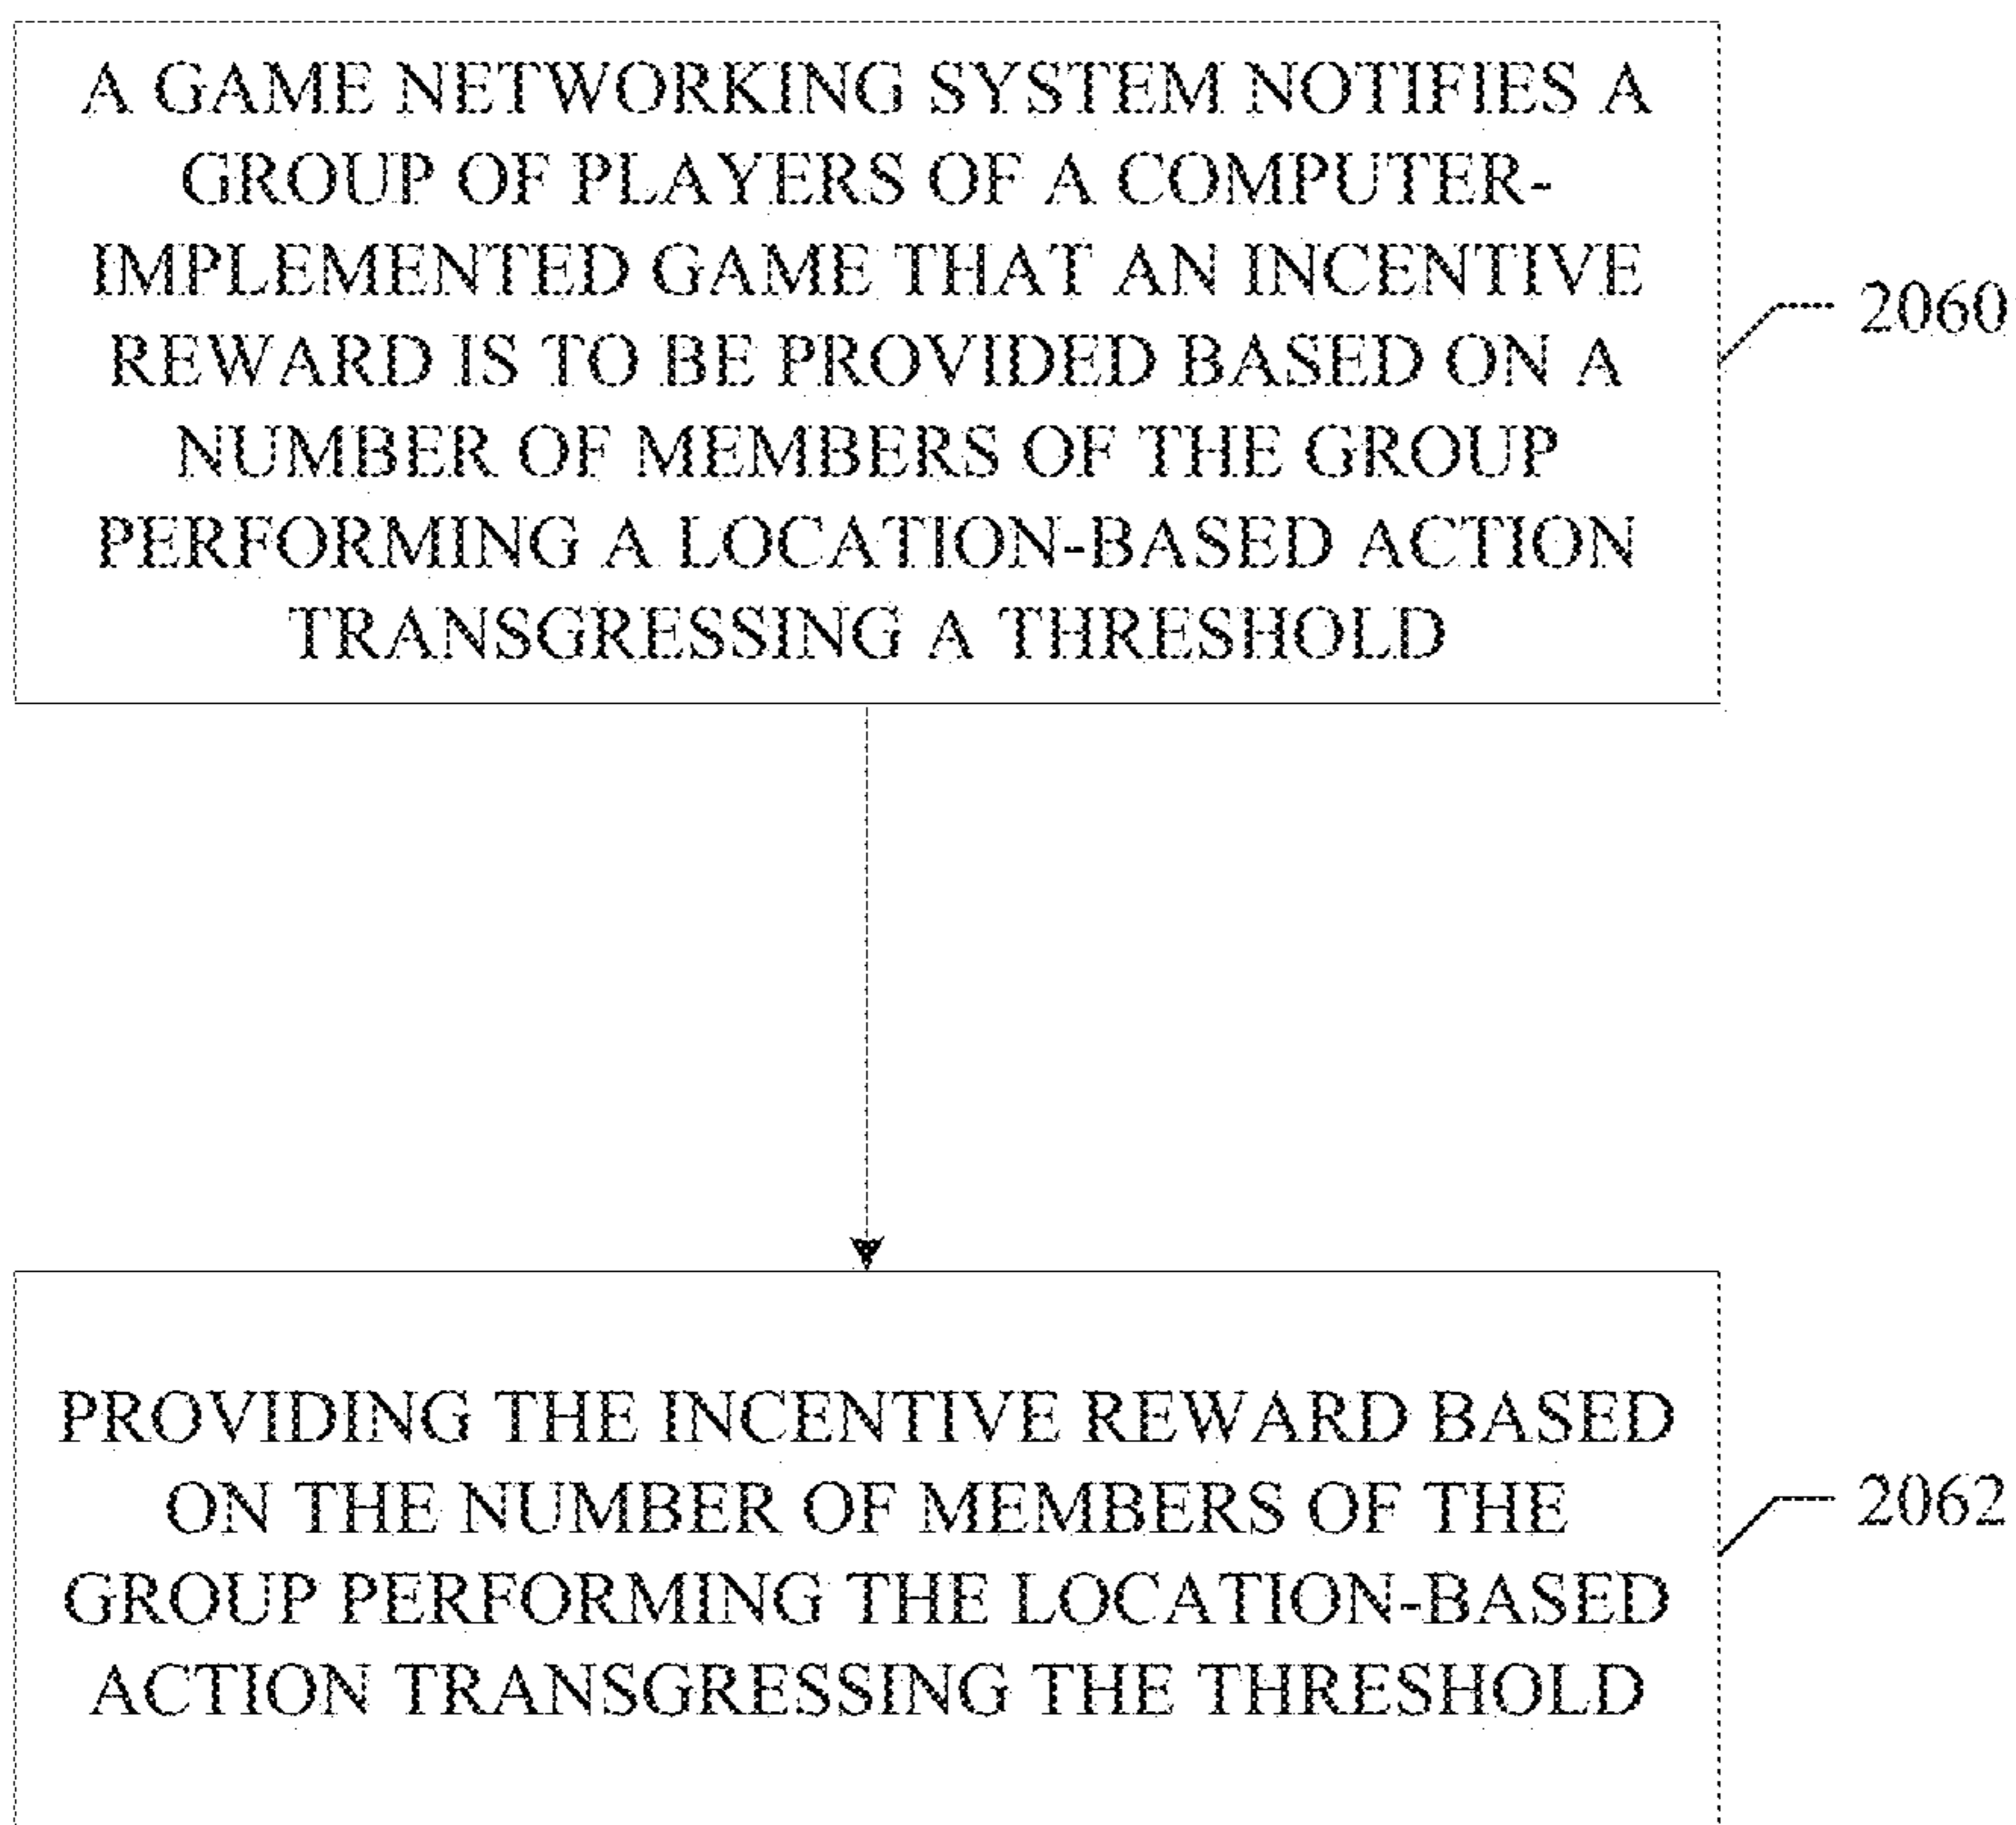 A GAME NETWORKING SYSTEM NOTIFIES A
GROUP OF PLAYERS OF A COMPUTER-
IMPLEMENTED GAME THAT AN INCENTIVE
REWARD IS TO BE PROVIDED BASED ON A
NUMBER OF MEMBERS OF THE GROUP
PERFORMING A LOCATION-BASED ACTION
TRANSGRESSING A THRESHOLD
2060
PROVIDING THE INCENTIVE REWARD BASED
ON THE NUMBER OF MEMBERS OF THE
GROUP PERFORMING THE LOCATION-BASED
ACTION TRANSGRESSING THE THRESHOLD
2062